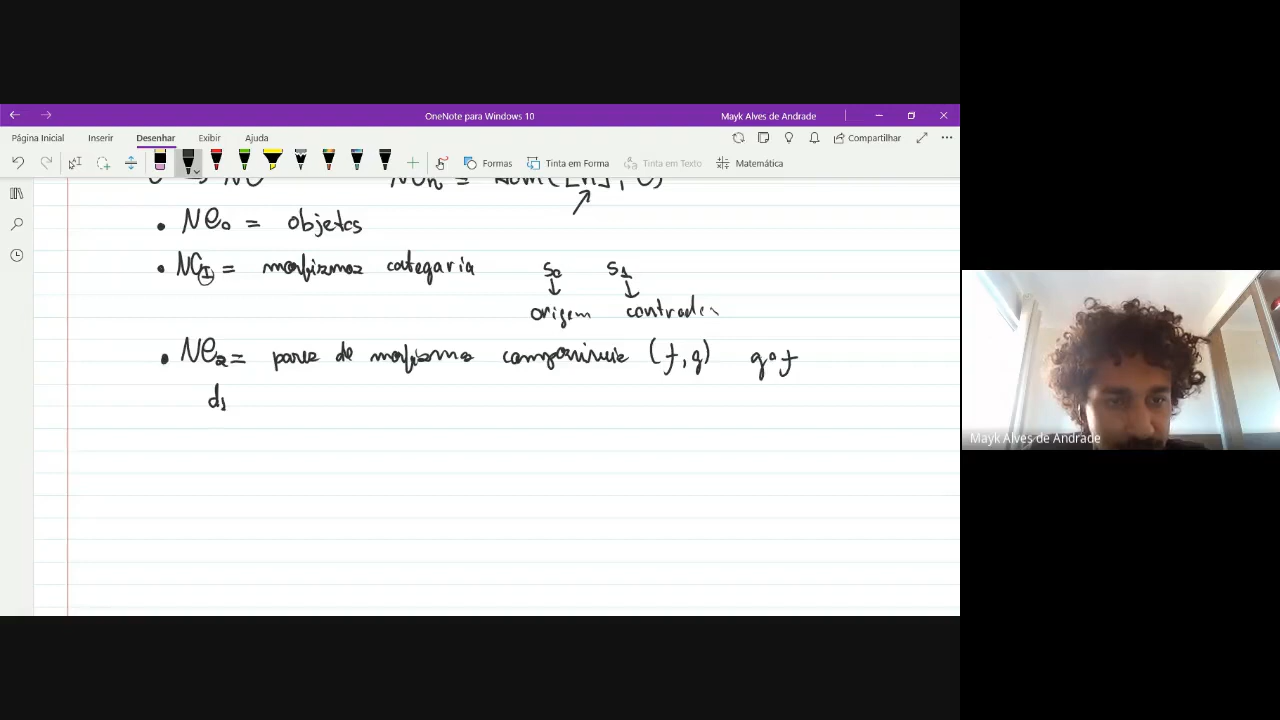 OneNote para Windows 10
Mayk Alves de Andrade
Página Inicial Inserir Desenhar Exibir Ajuda
Compartilhar
Formas Tinta em Forma Tinta em Texto Matemática
• NC₀ = objetos
• NC₁ = morfismos categoria s₀ s₁
↓ ↓
origem contrade
• NC₂ = pares de morfismo componíveis (f, g) g∘f
d₁
Mayk Alves de Andrade